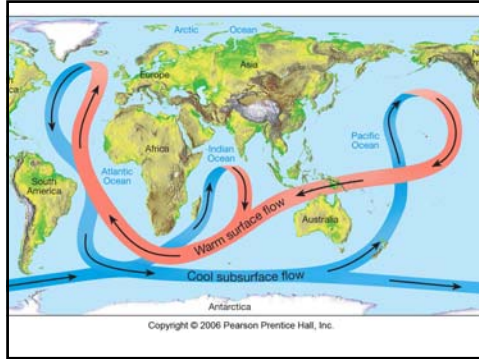 Arctic Ocean
Europe
Asia
Africa
Indian
Ocean
Pacific
Ocean
Atlantic
Ocean
South
America
Australia
Warm surface flow
Cool subsurface flow
Antarctica
Copyright © 2006 Pearson Prentice Hall, Inc.